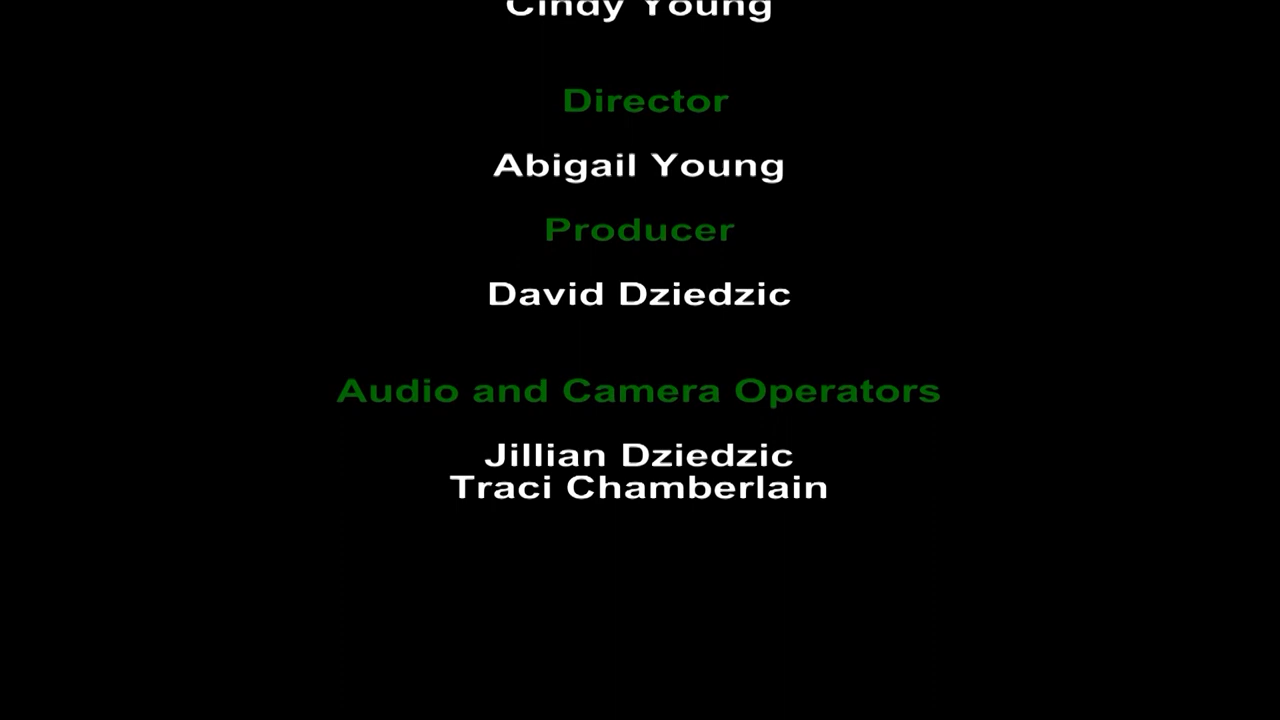 Cindy Young
Director
Abigail Young
Producer
David Dziedzic
Audio and Camera Operators
Jillian Dziedzic
Traci Chamberlain